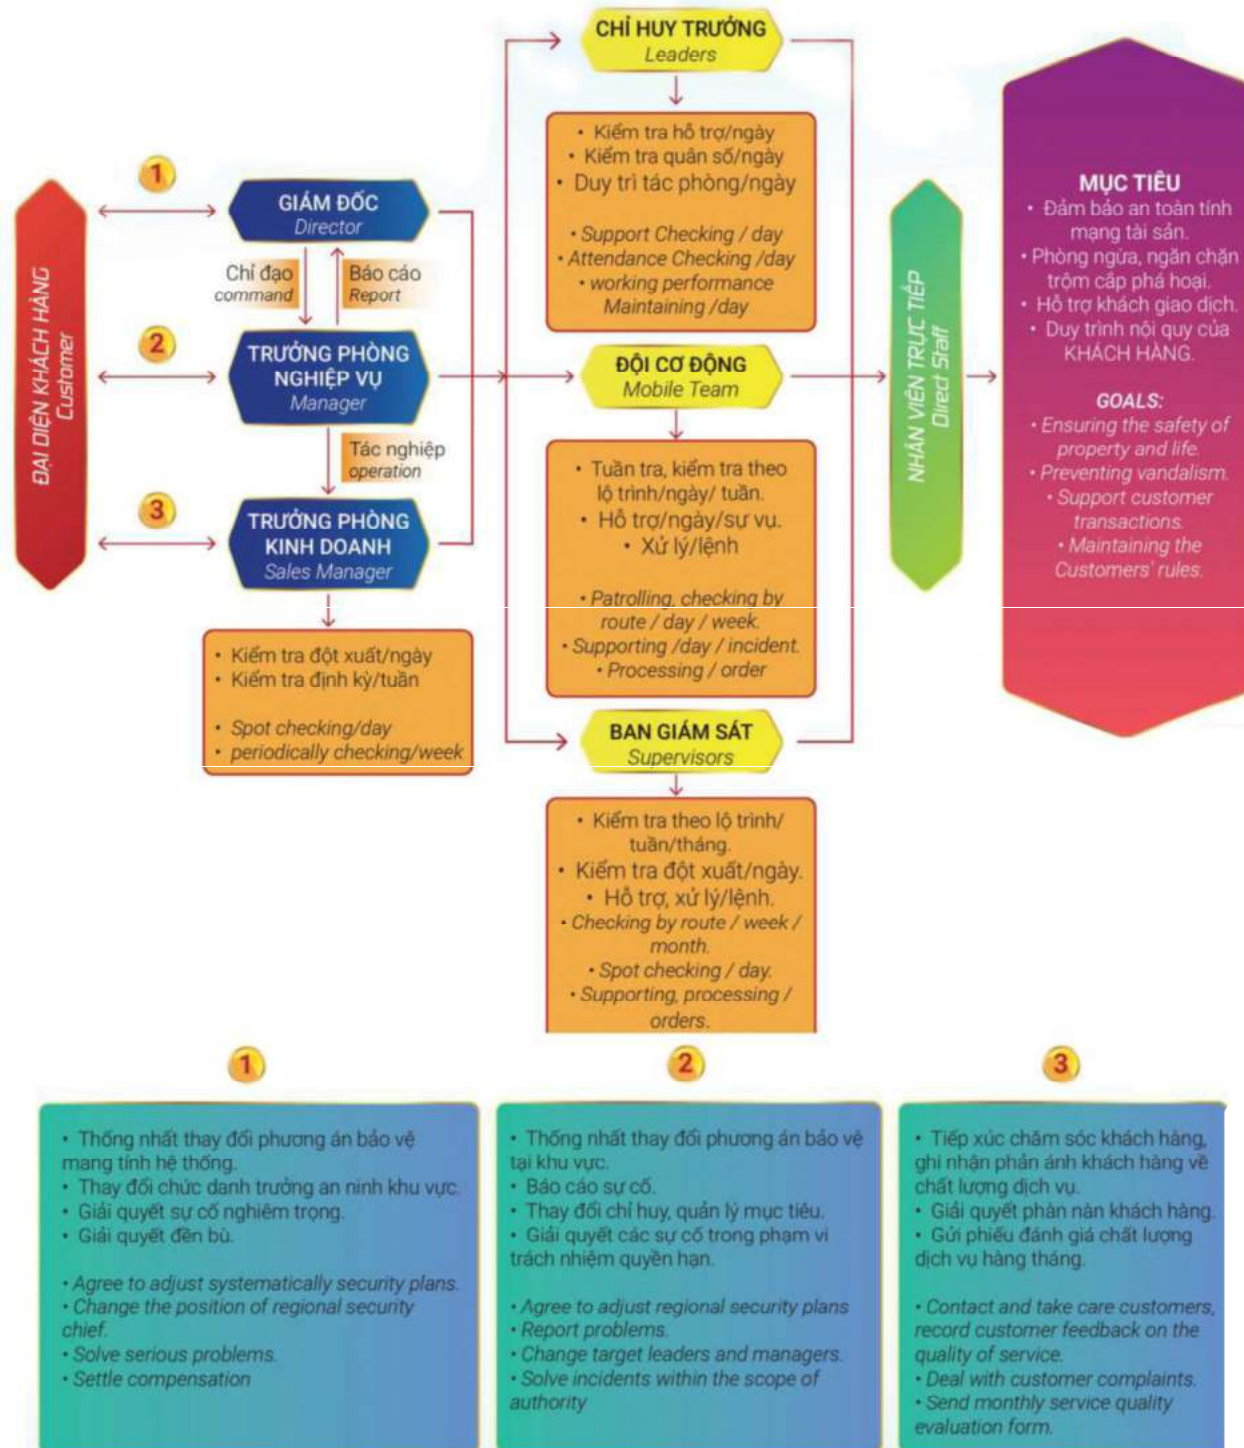 CHỈ HUY TRƯỞNG
Leaders
• Kiểm tra hỗ trợ/ngày
• Kiểm tra quân số/ngày
• Duy trì tác phòng/ngày
• Support Checking / day
• Attendance Checking /day
• working performance
Maintaining /day
1
GIÁM ĐỐC
Director
Chỉ đạo
command
Báo cáo
Report
ĐẠI DIỆN KHÁCH HÀNG
Customer
2
TRƯỞNG PHÒNG
NGHIỆP VỤ
Manager
Tác nghiệp
operation
3
TRƯỞNG PHÒNG
KINH DOANH
Sales Manager
• Kiểm tra đột xuất/ngày
• Kiểm tra định kỳ/tuần
• Spot checking/day
• periodically checking/week
ĐỘI CƠ ĐỘNG
Mobile Team
• Tuần tra, kiểm tra theo
lộ trình/ngày/ tuần.
• Hỗ trợ/ngày/sự vụ.
• Xử lý/lệnh
• Patrolling, checking by
route / day / week.
• Supporting /day / incident.
• Processing / order
BAN GIÁM SÁT
Supervisors
• Kiểm tra theo lộ trình/
tuần/tháng.
• Kiểm tra đột xuất/ngày.
• Hỗ trợ, xử lý/lệnh.
• Checking by route / week /
month.
• Spot checking / day.
• Supporting, processing /
orders.
NHÂN VIÊN TRỰC TIẾP
Direct Staff
MỤC TIÊU
• Đảm bảo an toàn tính
mạng tài sản.
• Phòng ngừa, ngăn chặn
trộm cắp phá hoại.
• Hỗ trợ khách giao dịch.
• Duy trình nội quy của
KHÁCH HÀNG.
GOALS:
• Ensuring the safety of
property and life.
• Preventing vandalism.
• Support customer
transactions.
• Maintaining the
Customers' rules.
1
• Thống nhất thay đổi phương án bảo vệ
mang tính hệ thống.
• Thay đổi chức danh trưởng an ninh khu vực.
• Giải quyết sự cố nghiêm trọng.
• Giải quyết đền bù.
• Agree to adjust systematically security plans.
• Change the position of regional security
chief.
• Solve serious problems.
• Settle compensation
2
• Thống nhất thay đổi phương án bảo vệ
tại khu vực.
• Báo cáo sự cố.
• Thay đổi chỉ huy, quản lý mục tiêu.
• Giải quyết các sự cố trong phạm vi
trách nhiệm quyền hạn.
• Agree to adjust regional security plans
• Report problems.
• Change target leaders and managers.
• Solve incidents within the scope of
authority
3
• Tiếp xúc chăm sóc khách hàng,
ghi nhận phản ánh khách hàng về
chất lượng dịch vụ.
• Giải quyết phàn nàn khách hàng.
• Gửi phiếu đánh giá chất lượng
dịch vụ hàng tháng.
• Contact and take care customers,
record customer feedback on the
quality of service.
• Deal with customer complaints.
• Send monthly service quality
evaluation form.